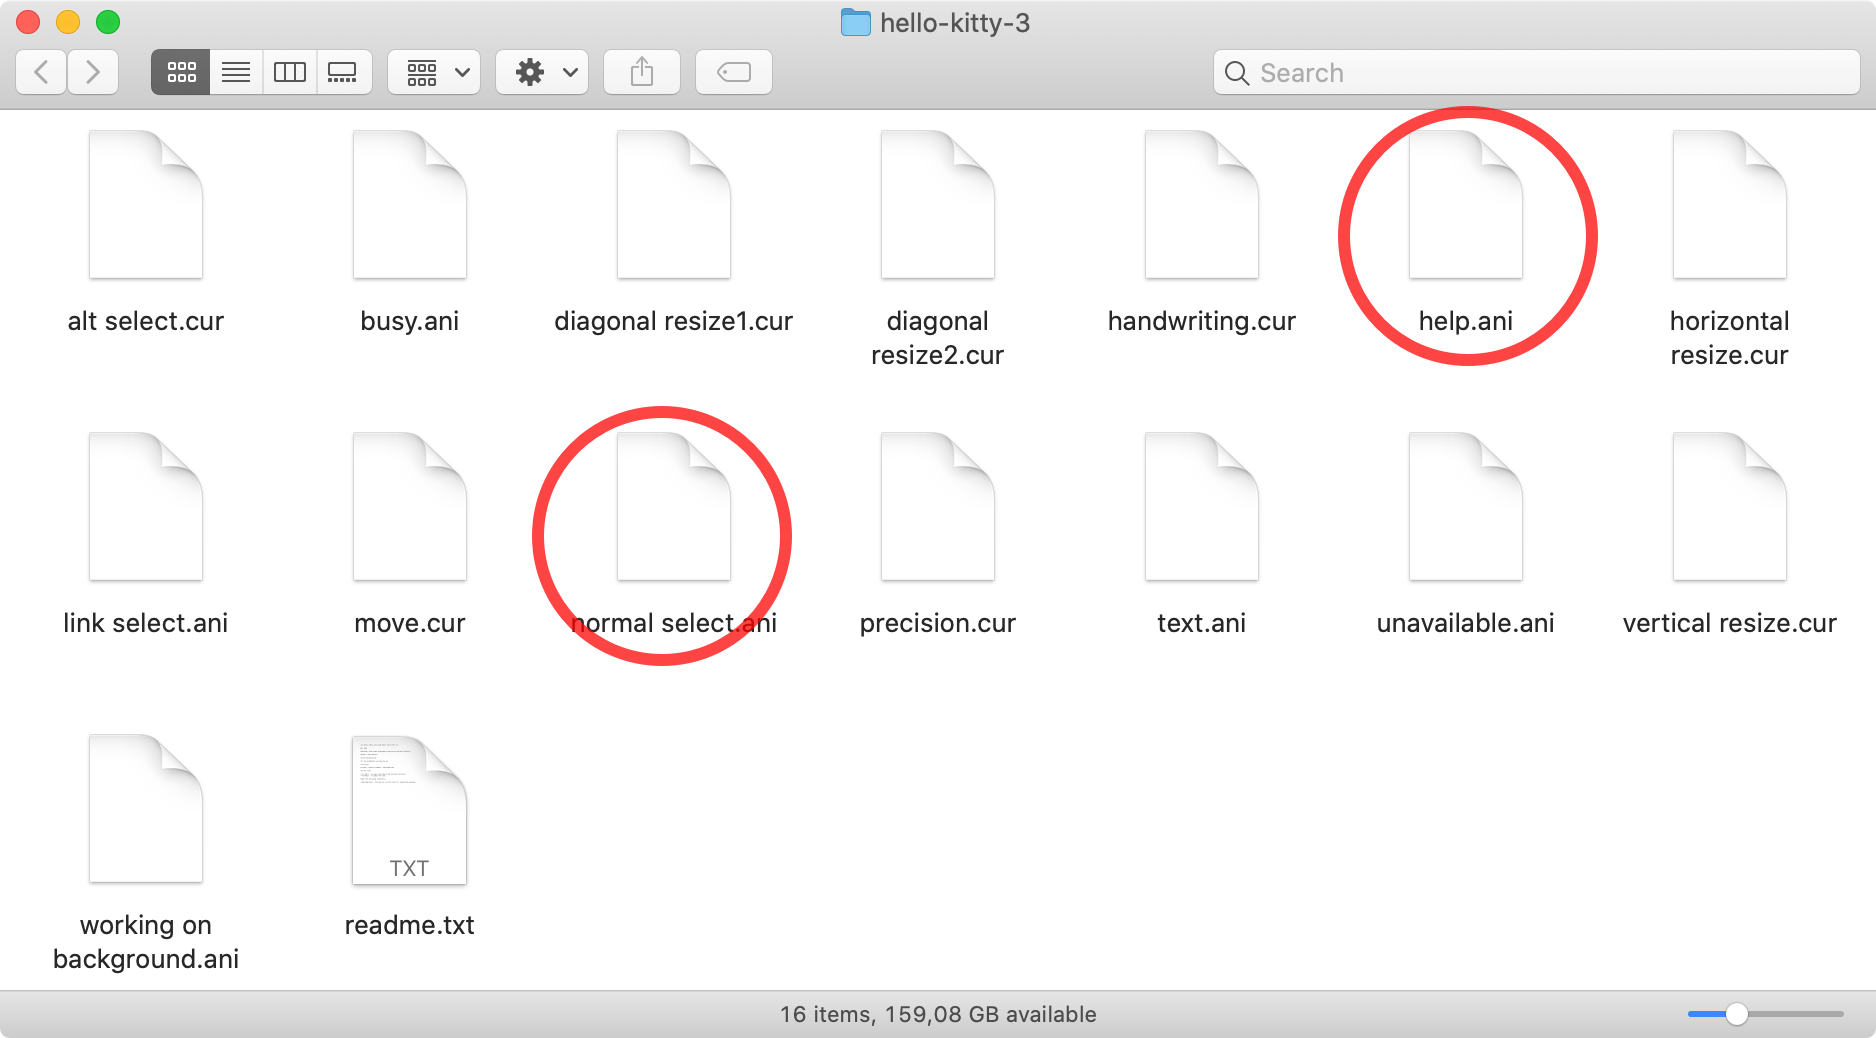 hello-kitty-3
Search
alt select.cur
busy.ani
diagonal resize1.cur
diagonal
resize2.cur
handwriting.cur
help.ani
horizontal
resize.cur
link select.ani
move.cur
normal select.ani
precision.cur
text.ani
unavailable.ani
vertical resize.cur
working on
background.ani
TXT
readme.txt
16 items, 159,08 GB available